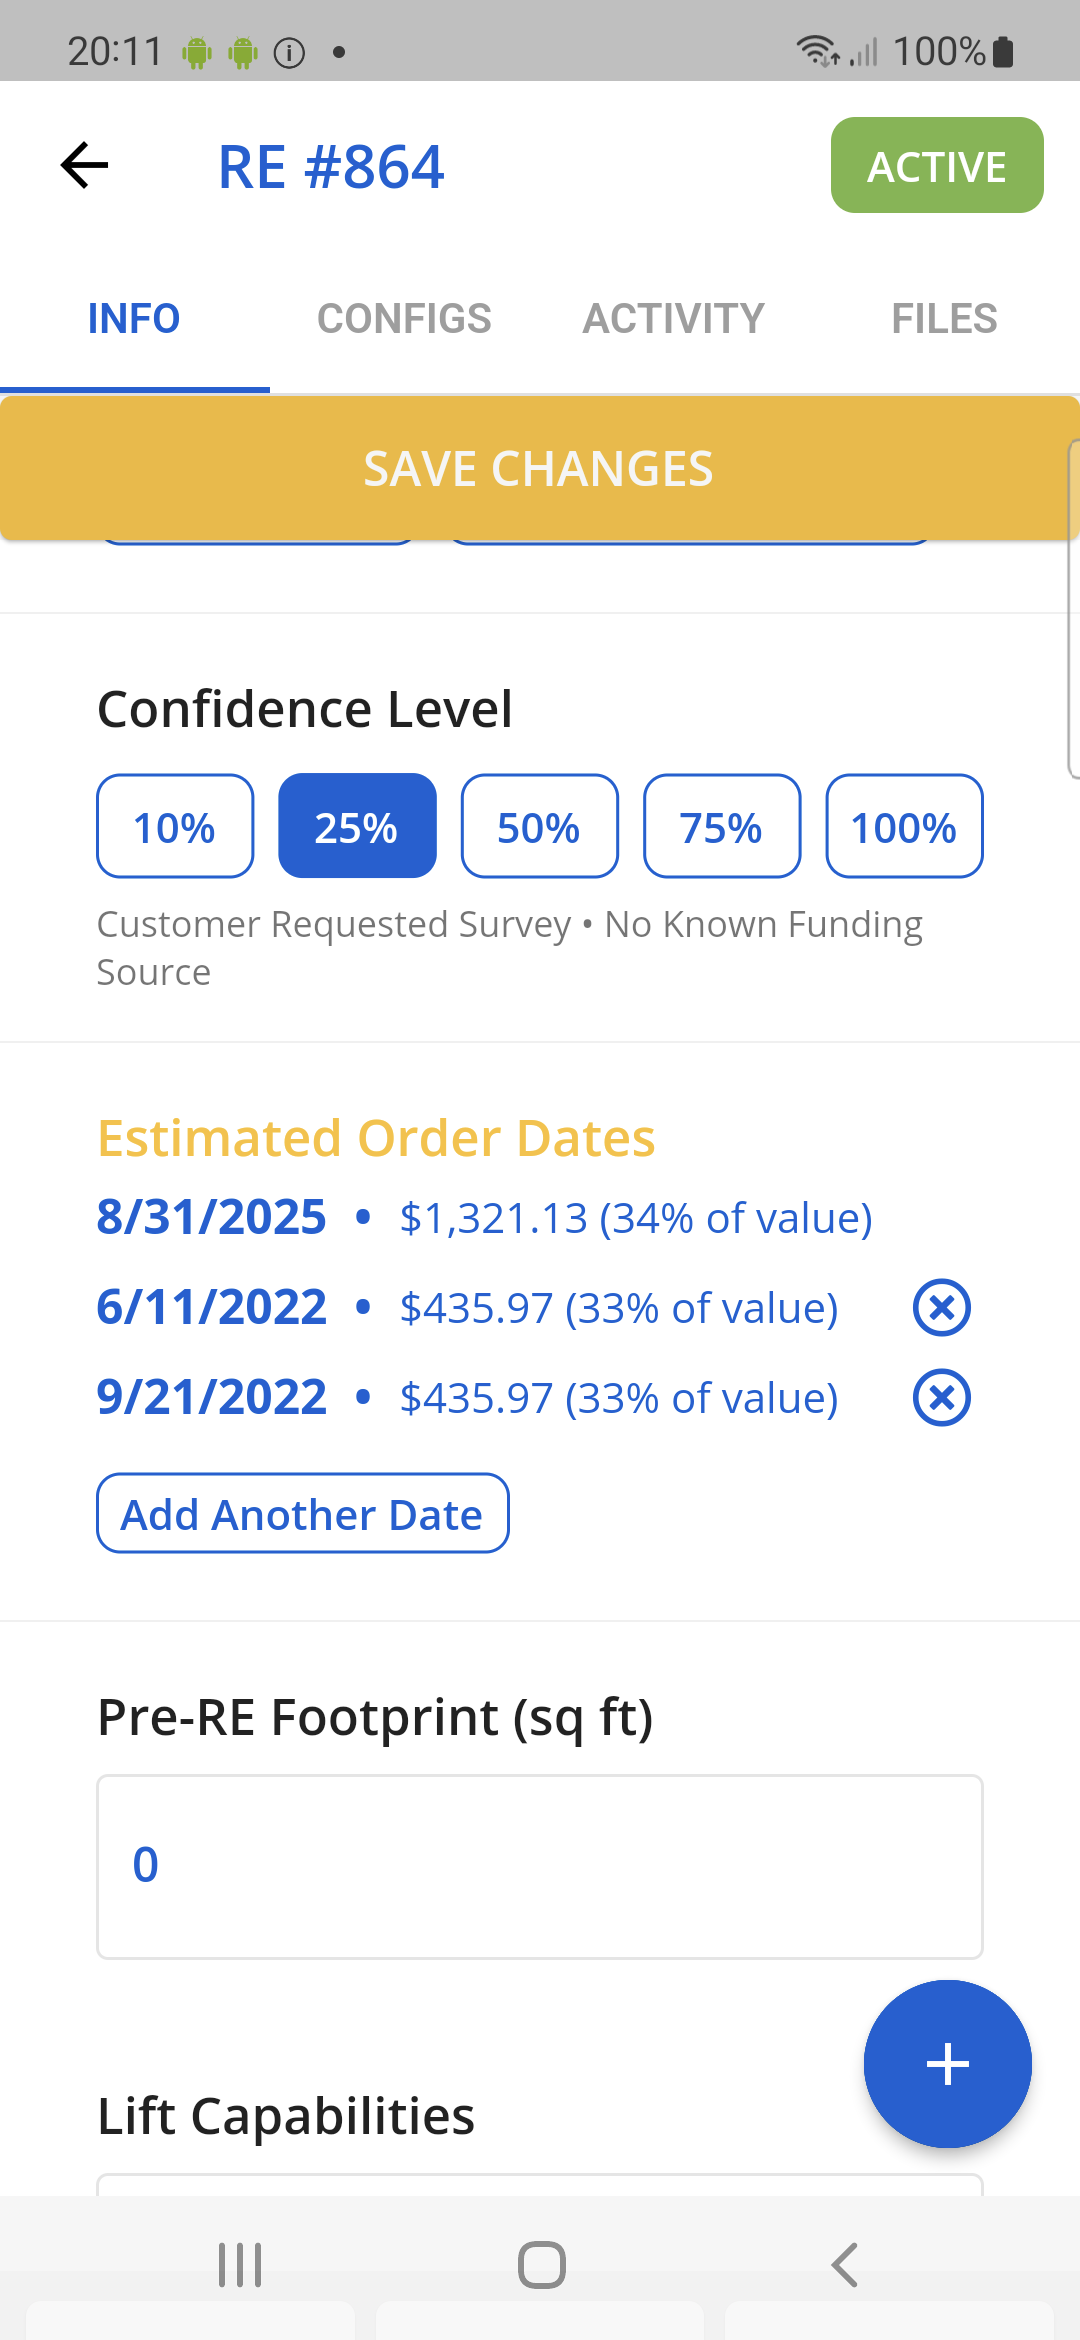 20:11
100%
RE #864
ACTIVE
INFO
CONFIGS
ACTIVITY
FILES
SAVE CHANGES
Confidence Level
10%
25%
50%
75%
100%
Customer Requested Survey • No Known Funding
Source
Estimated Order Dates
8/31/2025 • $1,321.13 (34% of value)
6/11/2022 • $435.97 (33% of value)
9/21/2022 • $435.97 (33% of value)
Add Another Date
Pre-RE Footprint (sq ft)
0
Lift Capabilities